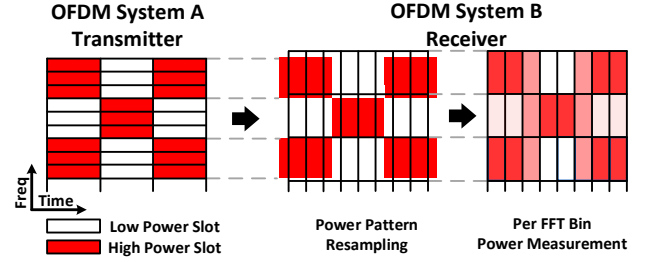 OFDM System A
Transmitter
OFDM System B
Receiver
Freq
Time
Low Power Slot
High Power Slot
Power Pattern
Resampling
Per FFT Bin
Power Measurement